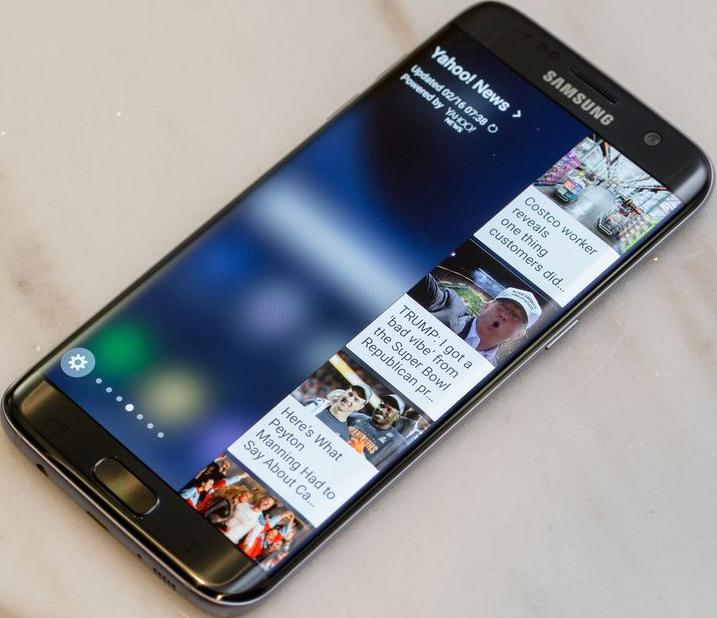 SAMSUNG
Yahoo! News >
Updated 02/16 07:38
Powered by YAHOO! NEWS
Costco worker
reveals
one thing
customers did...
TRUMP: I got a
'bad vibe' from
the Super Bowl
Republican pr...
Here's What
Peyton
Manning Had to
Say About Ca...